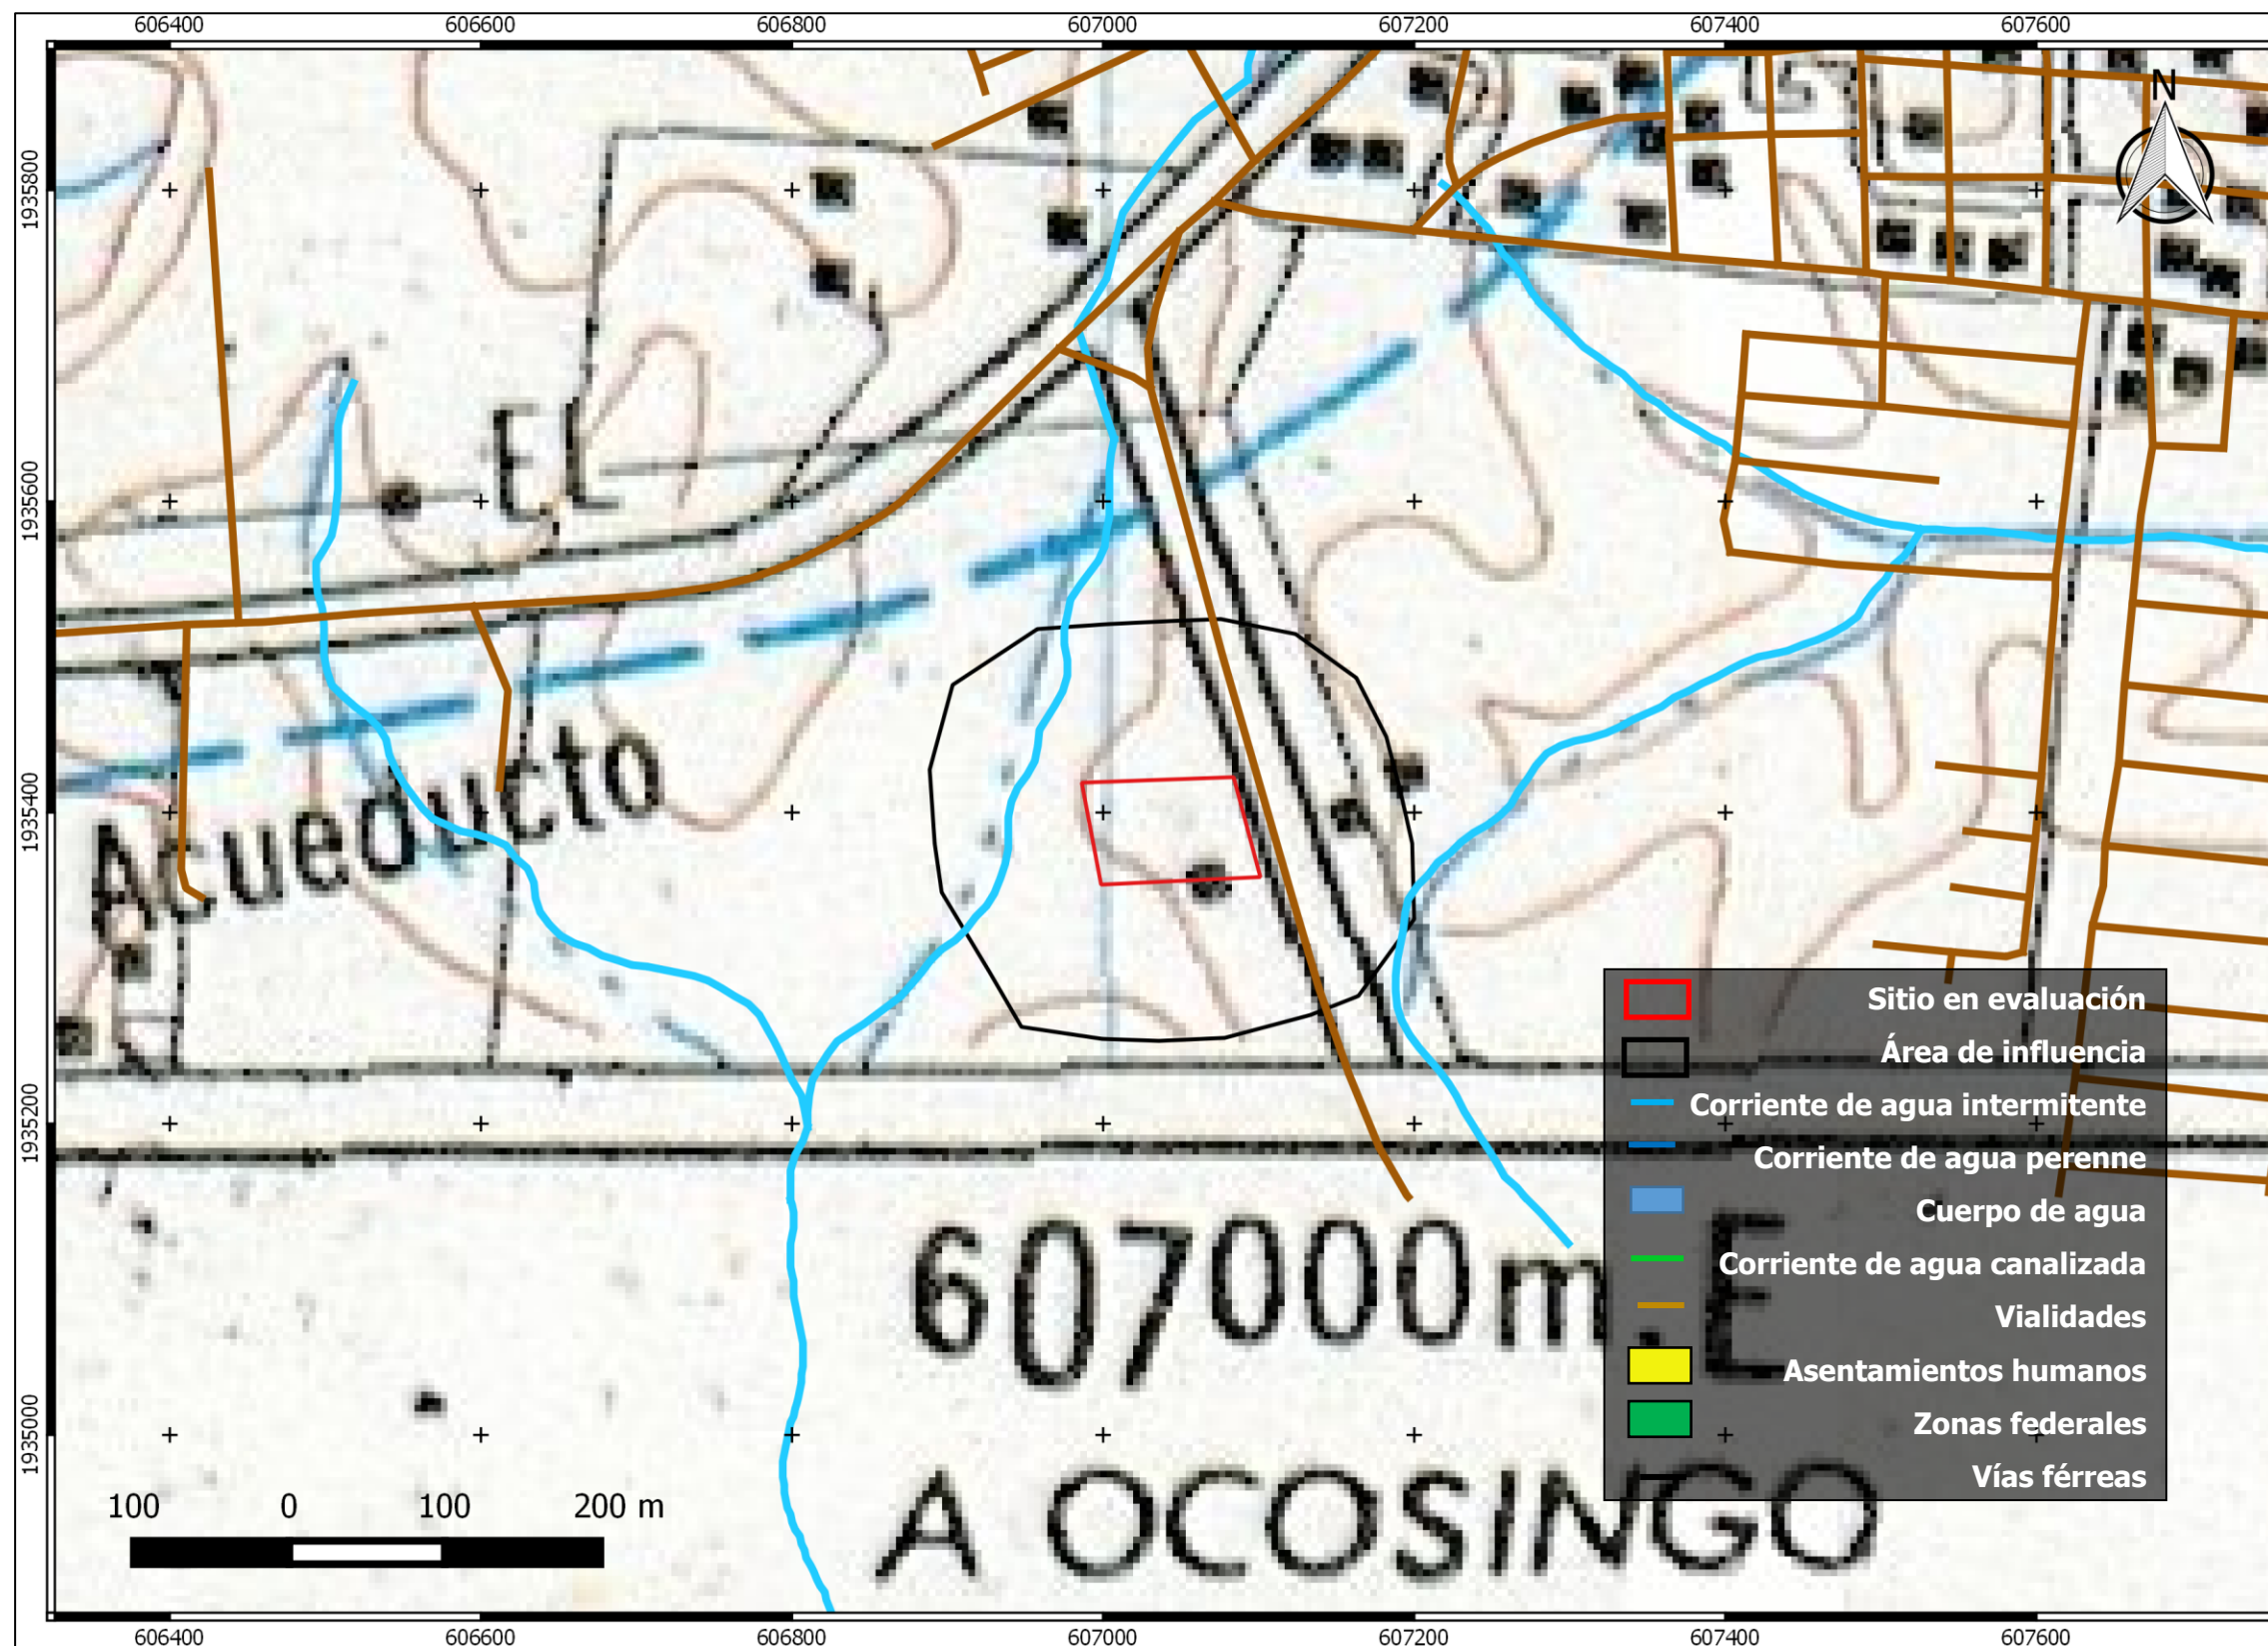 606400 606600 606800 607000 607200 607400 607600
N
1935800
1935600
1935400
1935200
1935000
EL
Acueducto
607000m.E
A OCOSINGO
Sitio en evaluación
Área de influencia
Corriente de agua intermitente
Corriente de agua perenne
Cuerpo de agua
Corriente de agua canalizada
Vialidades
Asentamientos humanos
Zonas federales
Vías férreas
100 0 100 200 m
606400 606600 606800 607000 607200 607400 607600